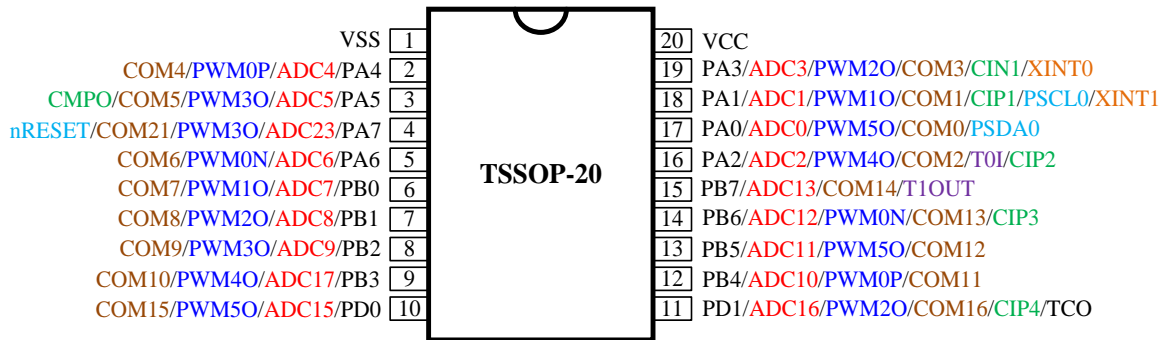 VSS 1 20 VCC
COM4/PWM0P/ADC4/PA4 2 19 PA3/ADC3/PWM2O/COM3/CIN1/XINT0
CMPO/COM5/PWM3O/ADC5/PA5 3 18 PA1/ADC1/PWM1O/COM1/CIP1/PSCL0/XINT1
nRESET/COM21/PWM3O/ADC23/PA7 4 17 PA0/ADC0/PWM5O/COM0/PSDA0
COM6/PWM0N/ADC6/PA6 5 TSSOP-20 16 PA2/ADC2/PWM4O/COM2/T0I/CIP2
COM7/PWM1O/ADC7/PB0 6 15 PB7/ADC13/COM14/T1OUT
COM8/PWM2O/ADC8/PB1 7 14 PB6/ADC12/PWM0N/COM13/CIP3
COM9/PWM3O/ADC9/PB2 8 13 PB5/ADC11/PWM5O/COM12
COM10/PWM4O/ADC17/PB3 9 12 PB4/ADC10/PWM0P/COM11
COM15/PWM5O/ADC15/PD0 10 11 PD1/ADC16/PWM2O/COM16/CIP4/TCO